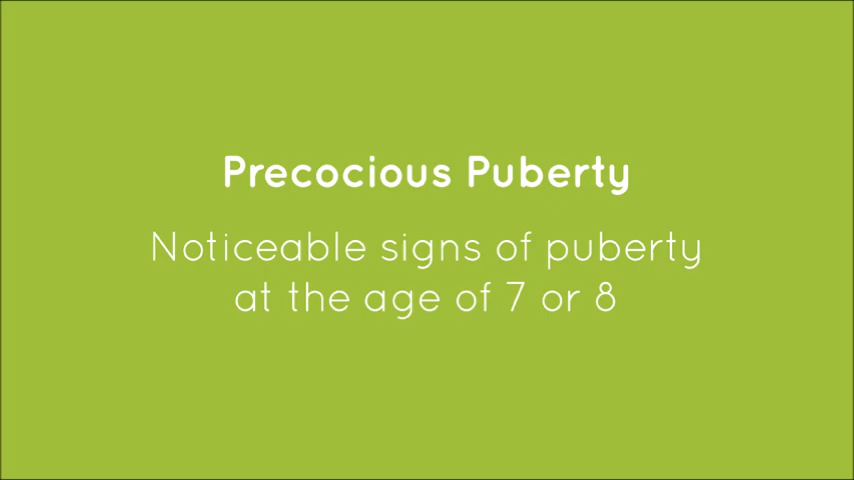 Precocious Puberty
Noticeable signs of puberty
at the age of 7 or 8